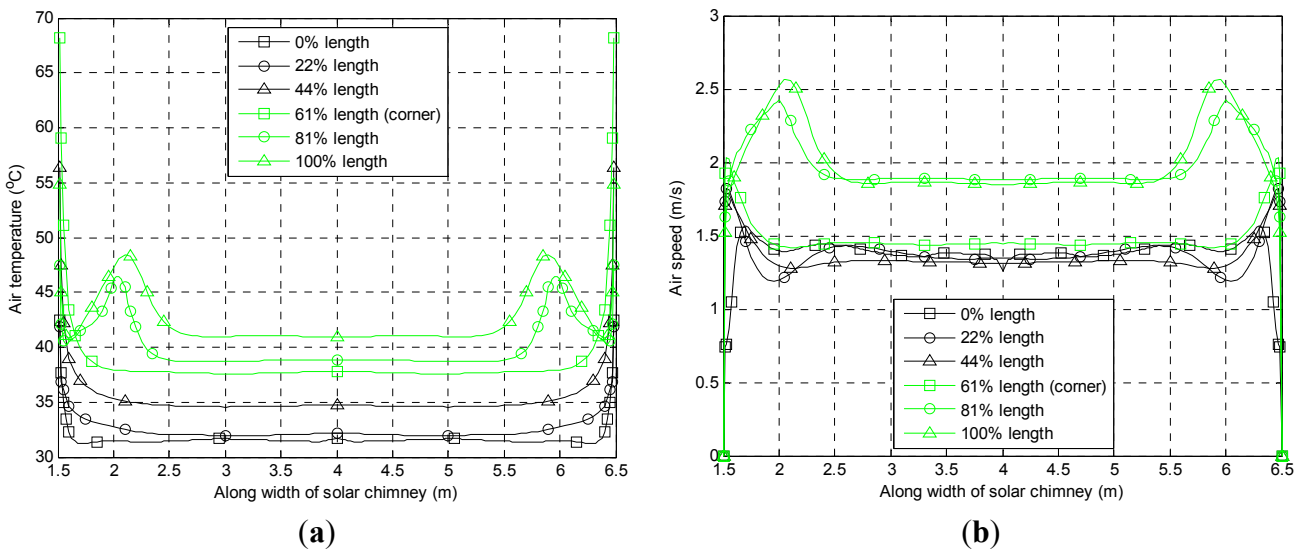 70
65
60
55
50
45
40
35
30
Air temperature (°C)
0% length
22% length
44% length
61% length (corner)
81% length
100% length
1.5 2 2.5 3 3.5 4 4.5 5 5.5 6 6.5
Along width of solar chimney (m)
(a)
3
2.5
2
1.5
1
0.5
0
Air speed (m/s)
0% length
22% length
44% length
61% length (corner)
81% length
100% length
1.5 2 2.5 3 3.5 4 4.5 5 5.5 6 6.5
Along width of solar chimney (m)
(b)